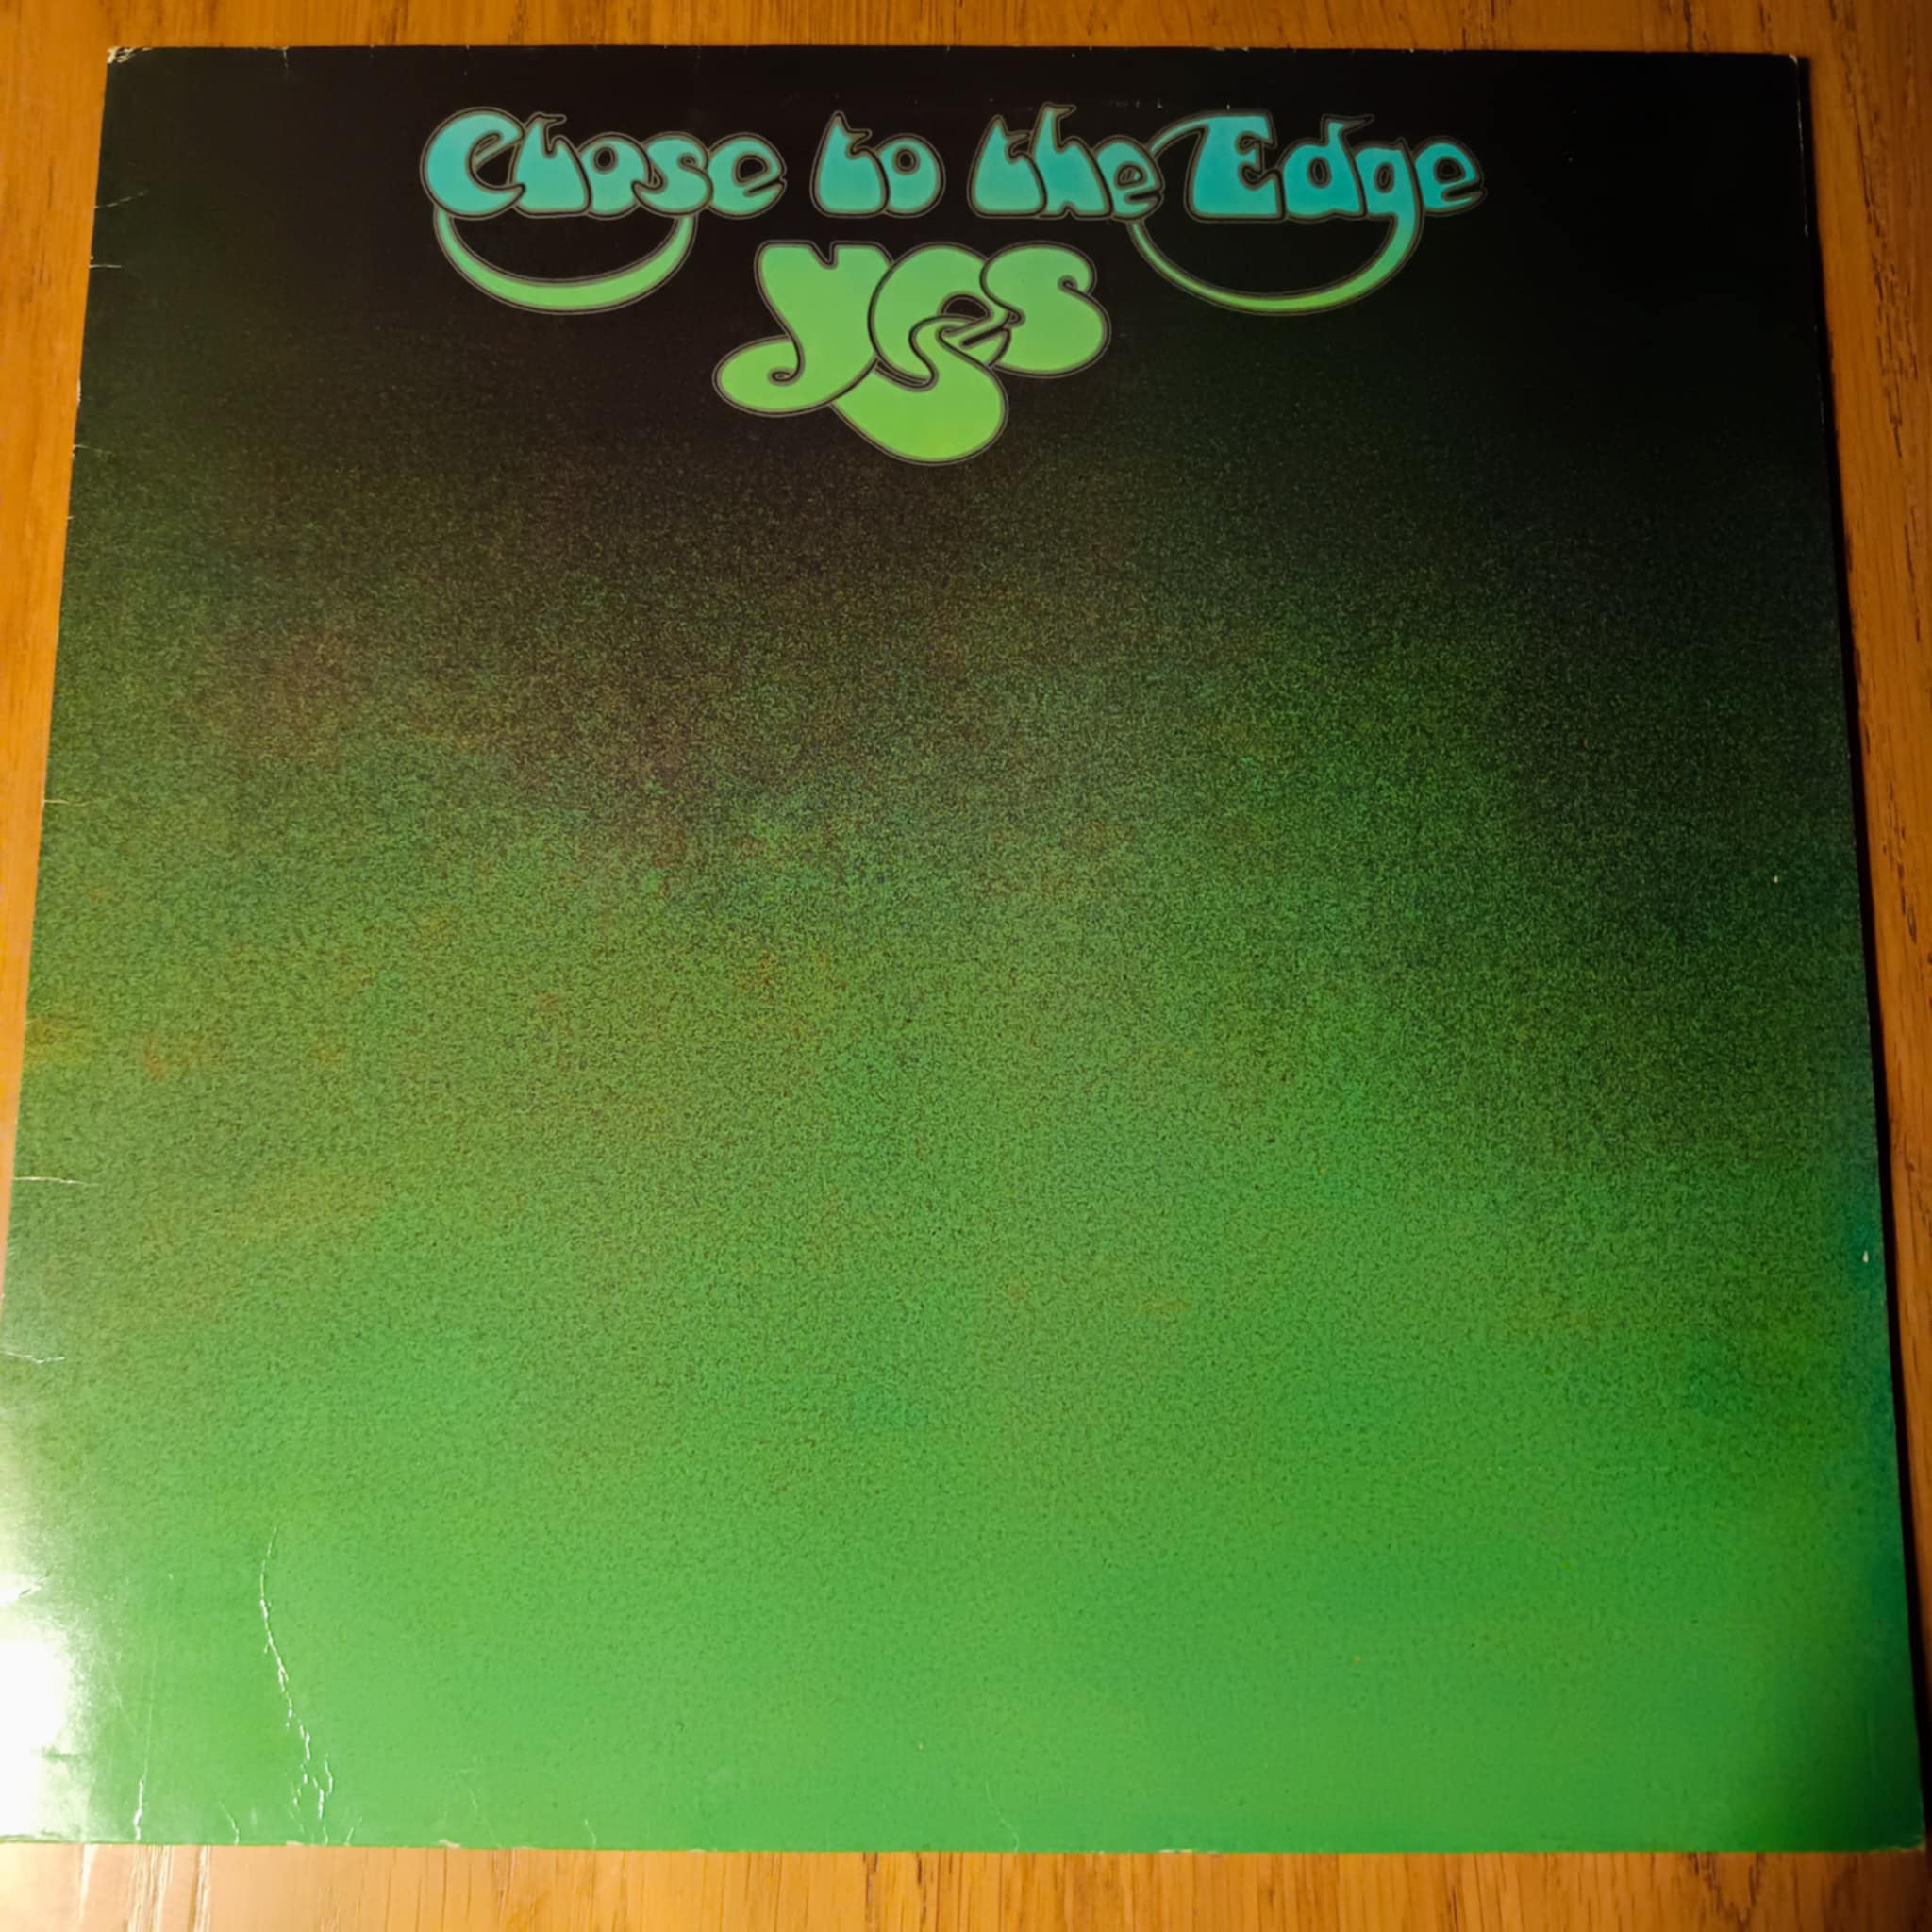 Close to the Edge
YES